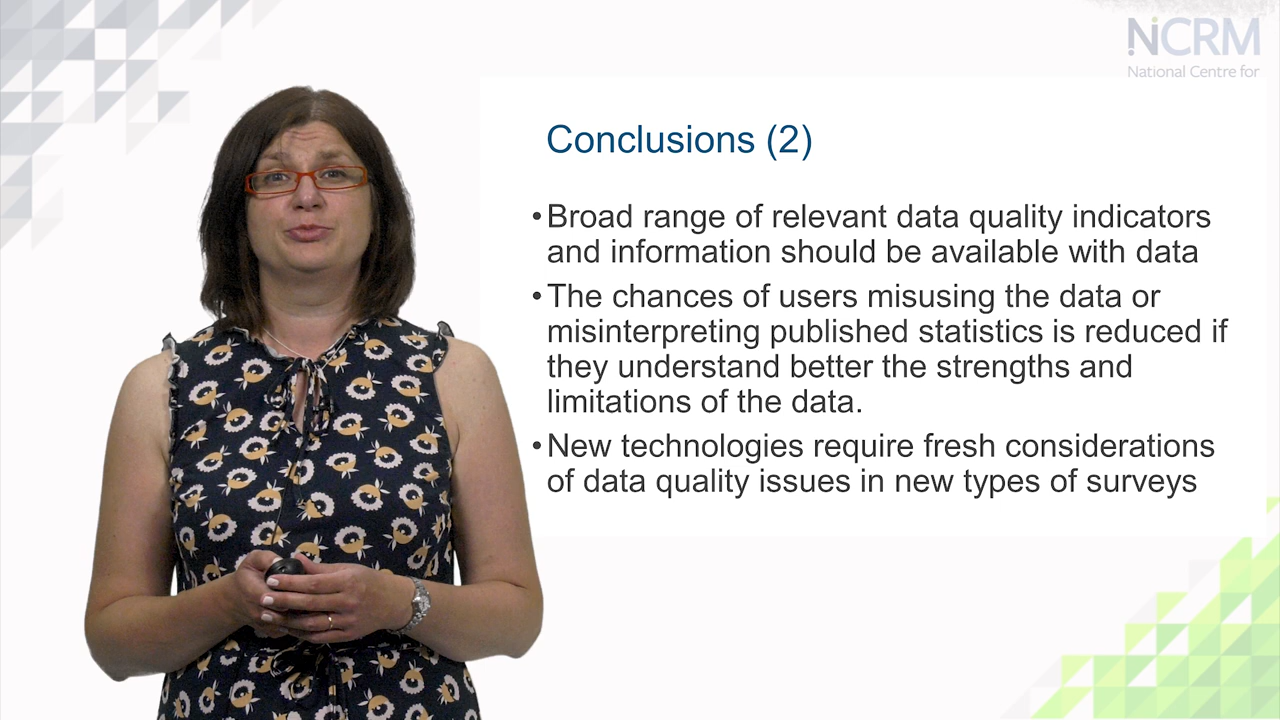 NCRM
National Centre for
Conclusions (2)
•Broad range of relevant data quality indicators
and information should be available with data
•The chances of users misusing the data or
misinterpreting published statistics is reduced if
they understand better the strengths and
limitations of the data.
•New technologies require fresh considerations
of data quality issues in new types of surveys